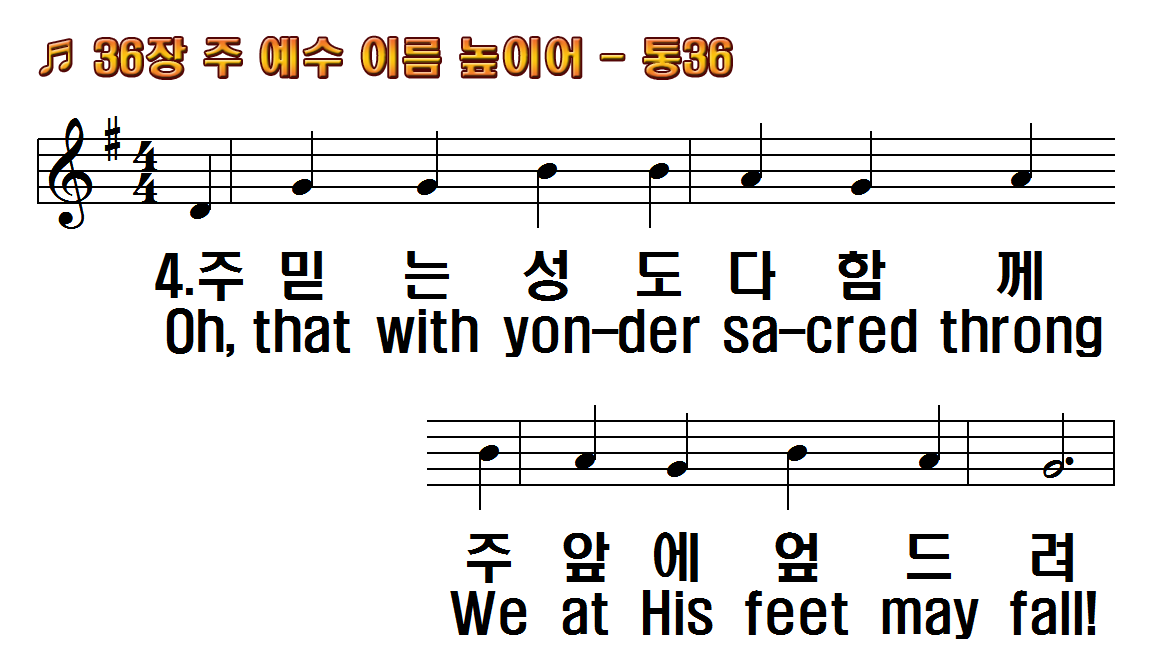 ♬ 36장 주 예수 이름 높이어 - 통36
4.주 믿 는 성 도 다 함 께
Oh, that with yon-der sa-cred throng
주 앞 에 엎 드 려
We at His feet may fall!